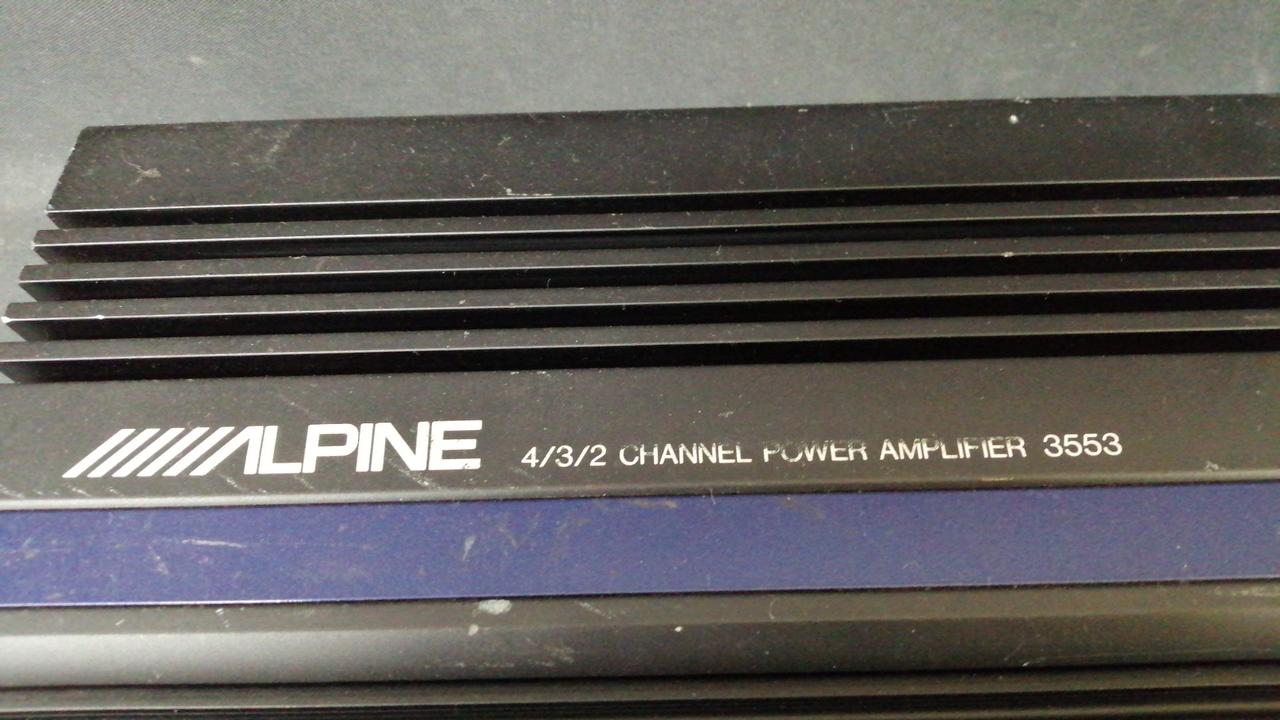 ALPINE 4/3/2 CHANNEL POWER AMPLIFIER 3553